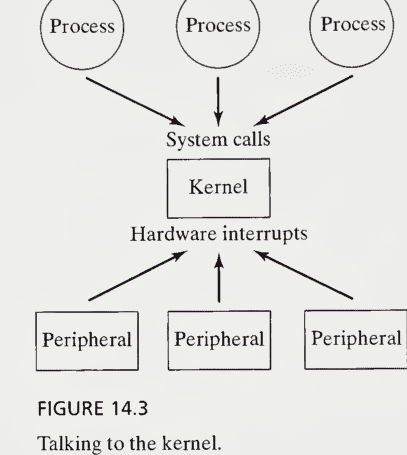 Process Process Process
System calls
Kernel
Hardware interrupts
Peripheral Peripheral Peripheral
FIGURE 14.3
Talking to the kernel.